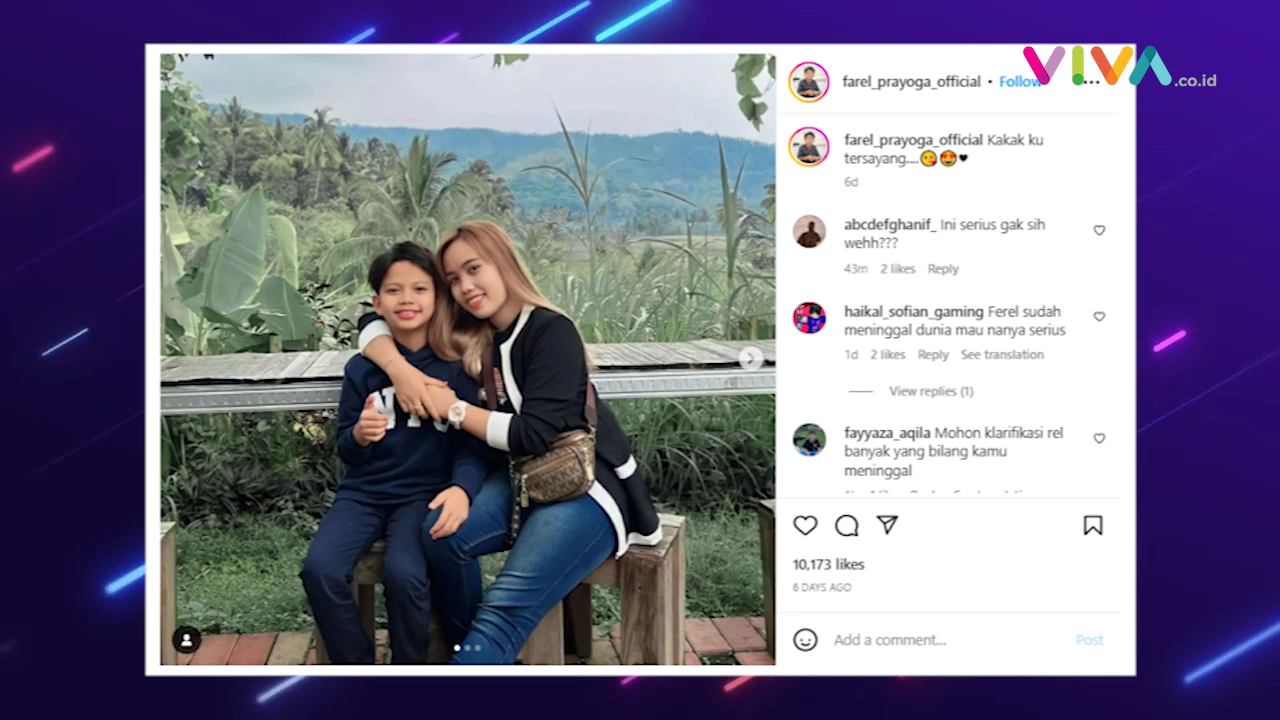 VIVA.co.id
farel_prayoga_official • Follow ...
farel_prayoga_official Kakak ku
tersayang....😘😍♥
6d
abcdefghanif_ Ini serius gak sih
wehh???
43m 2 likes Reply
haikal_sofian_gaming Ferel sudah
meninggal dunia mau nanya serius
1d 2 likes Reply See translation
View replies (1)
fayyaza_aqila Mohon klarifikasi rel
banyak yang bilang kamu
meninggal
10,173 likes
6 DAYS AGO
Add a comment... Post